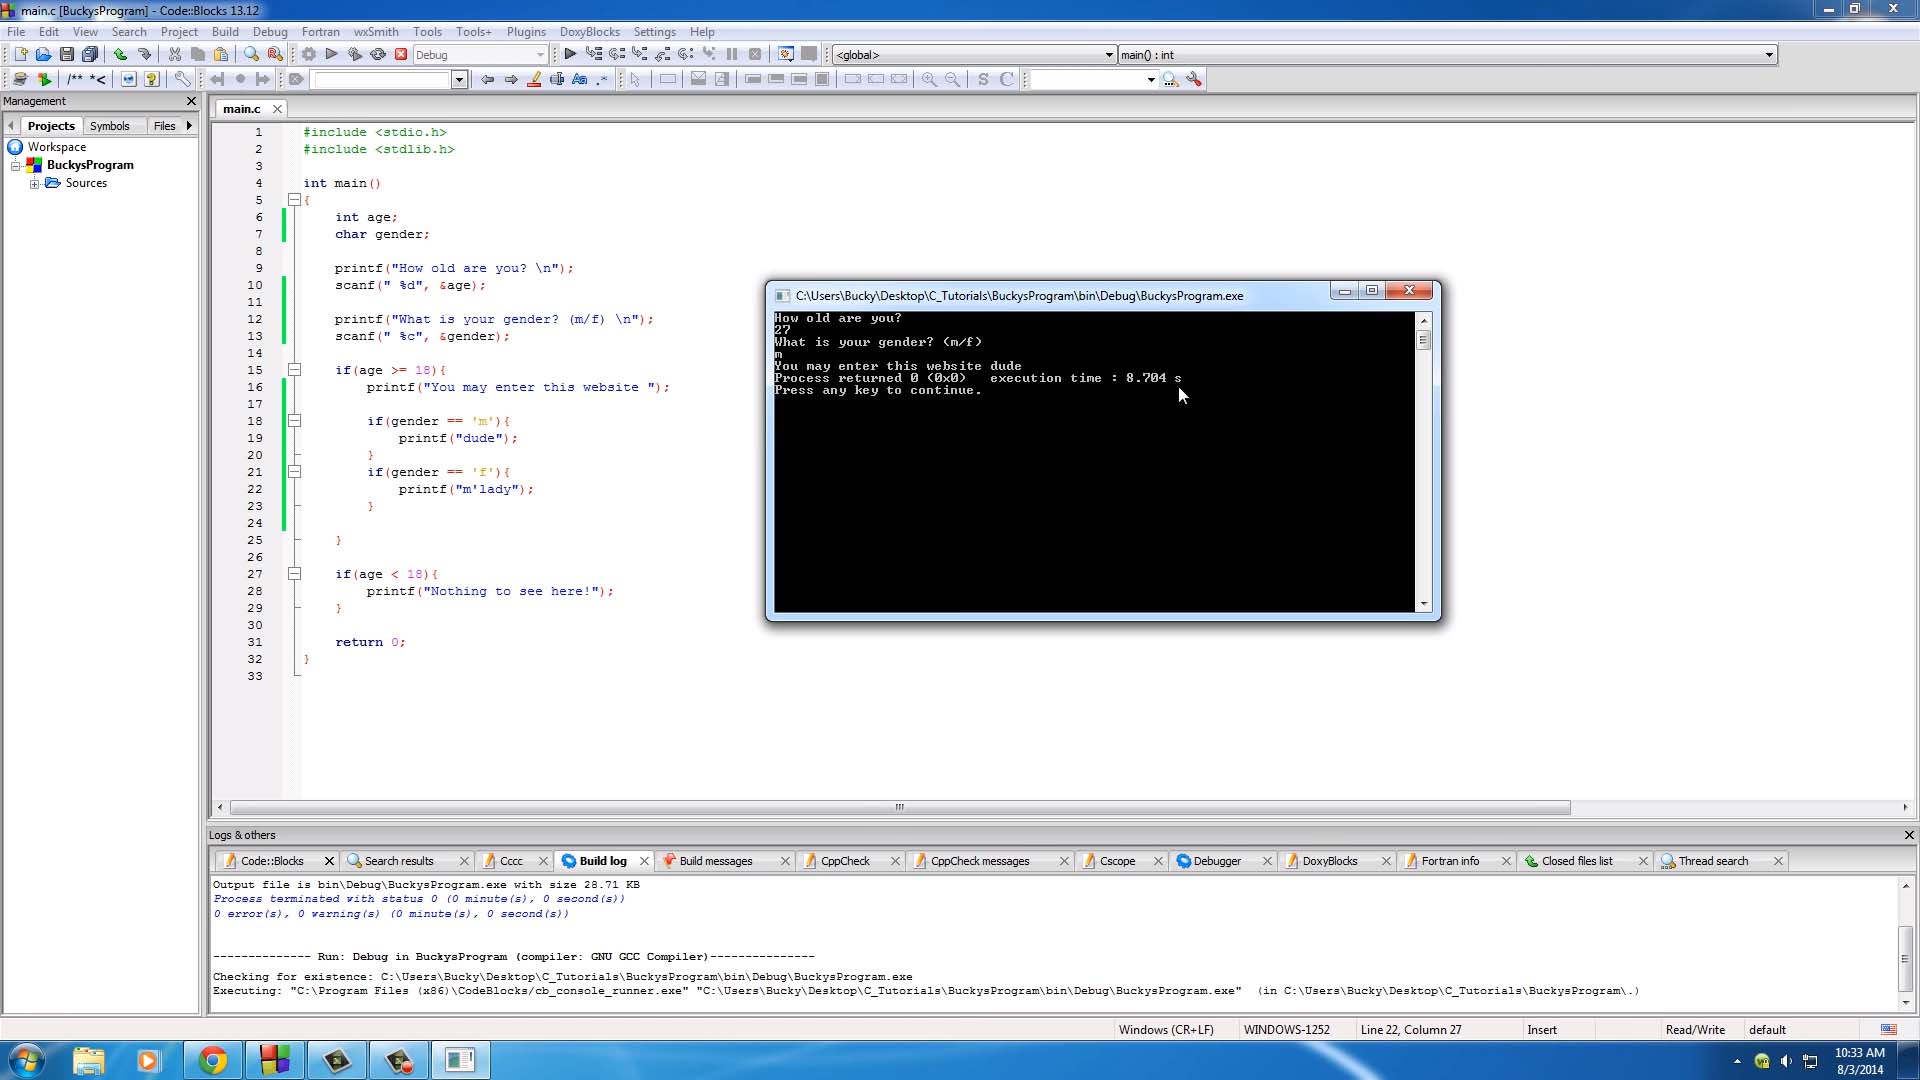 main.c [BuckysProgram] - Code::Blocks 13.12
File Edit View Search Project Build Debug Fortran wxSmith Tools Tools+ Plugins DoxyBlocks Settings Help
Debug
<global>
main() : int
/** *<
Aa .*
S C
Management
main.c
Projects Symbols Files
Workspace
BuckysProgram
Sources
1 #include <stdio.h>
2 #include <stdlib.h>
3
4 int main()
5 {
6 int age;
7 char gender;
8
9 printf("How old are you? \n");
10 scanf(" %d", &age);
11
12 printf("What is your gender? (m/f) \n");
13 scanf(" %c", &gender);
14
15 if(age >= 18){
16 printf("You may enter this website ");
17
18 if(gender == 'm'){
19 printf("dude");
20 }
21 if(gender == 'f'){
22 printf("m'lady");
23 }
24
25 }
26
27 if(age < 18){
28 printf("Nothing to see here!");
29 }
30
31 return 0;
32 }
33
C:\Users\Bucky\Desktop\C_Tutorials\BuckysProgram\bin\Debug\BuckysProgram.exe
How old are you?
27
What is your gender? (m/f)
m
You may enter this website dude
Process returned 0 (0x0) execution time : 8.704 s
Press any key to continue.
Logs & others
Code::Blocks Search results Cccc Build log Build messages CppCheck CppCheck messages Cscope Debugger DoxyBlocks Fortran info Closed files list Thread search
Output file is bin\Debug\BuckysProgram.exe with size 28.71 KB
Process terminated with status 0 (0 minute(s), 0 second(s))
0 error(s), 0 warning(s) (0 minute(s), 0 second(s))
-------------- Run: Debug in BuckysProgram (compiler: GNU GCC Compiler)---------------
Checking for existence: C:\Users\Bucky\Desktop\C_Tutorials\BuckysProgram\bin\Debug\BuckysProgram.exe
Executing: "C:\Program Files (x86)\CodeBlocks/cb_console_runner.exe" "C:\Users\Bucky\Desktop\C_Tutorials\BuckysProgram\bin\Debug\BuckysProgram.exe" (in C:\Users\Bucky\Desktop\C_Tutorials\BuckysProgram\.)
Windows (CR+LF) WINDOWS-1252 Line 22, Column 27 Insert Read/Write default
10:33 AM
8/3/2014